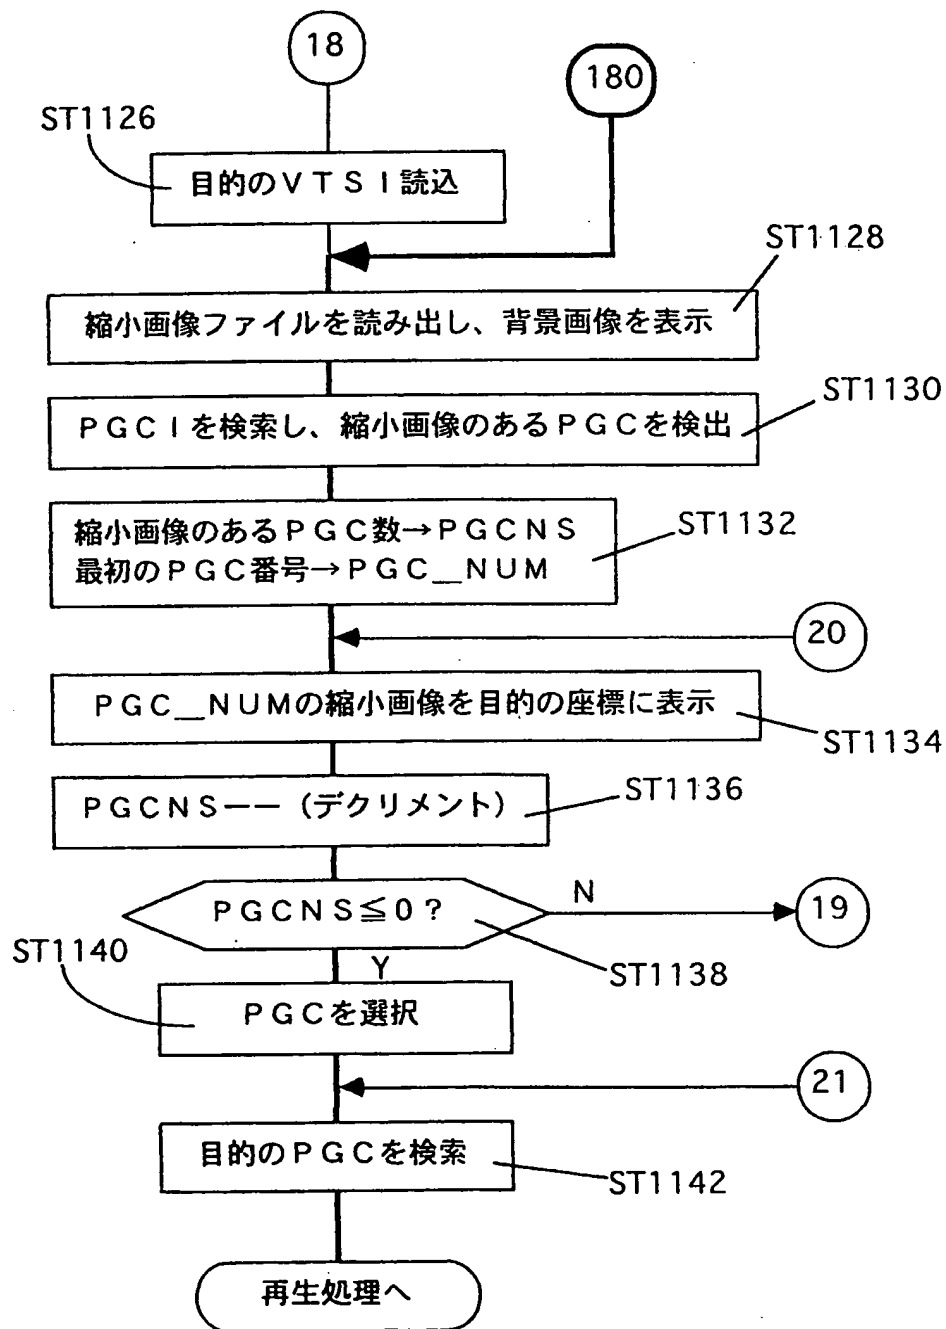 18
180
ST1126
目的のVTSI読込
ST1128
縮小画像ファイルを読み出し、背景画像を表示
ST1130
PGCIを検索し、縮小画像のあるPGCを検出
縮小画像のあるPGC数→PGCNS
最初のPGC番号→PGC__NUM
ST1132
20
PGC__NUMの縮小画像を目的の座標に表示
ST1134
PGCNS−−(デクリメント)
ST1136
PGCNS≦0?
N
19
ST1138
Y
ST1140
PGCを選択
21
目的のPGCを検索
ST1142
再生処理へ